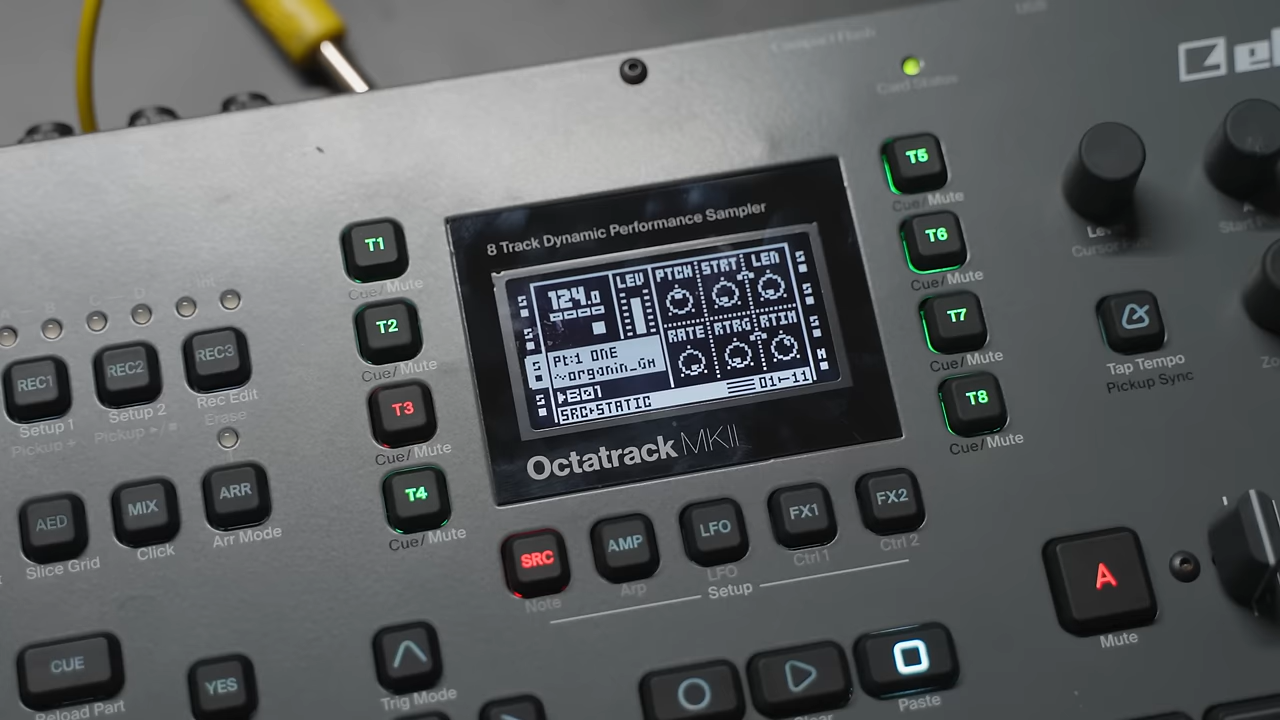 Compact Flash
Card Status
T5
Cue/Mute
T6
Cue/Mute
T7
Cue/Mute
T8
Cue/Mute
T1
Cue/Mute
T2
Cue/Mute
T3
Cue/Mute
T4
Cue/Mute
8 Track Dynamic Performance Sampler
124.0
LEV
PTCH STRT LEN
RATE RTRG RTIM
PT:1 ONE
B01
SRC▸STATIC
01-11
Octatrack MKII
C
D
Int
REC1
Setup 1
REC2
Setup 2
REC3
Rec Edit
Erase
AED
Slice Grid
MIX
Click
ARR
Arr Mode
SRC
Note
AMP
Arp
LFO
LFO
FX1
Ctrl 1
FX2
Ctrl 2
Setup
Tap Tempo
Pickup Sync
A
Mute
CUE
Reload Part
YES
Trig Mode
Clear
Paste